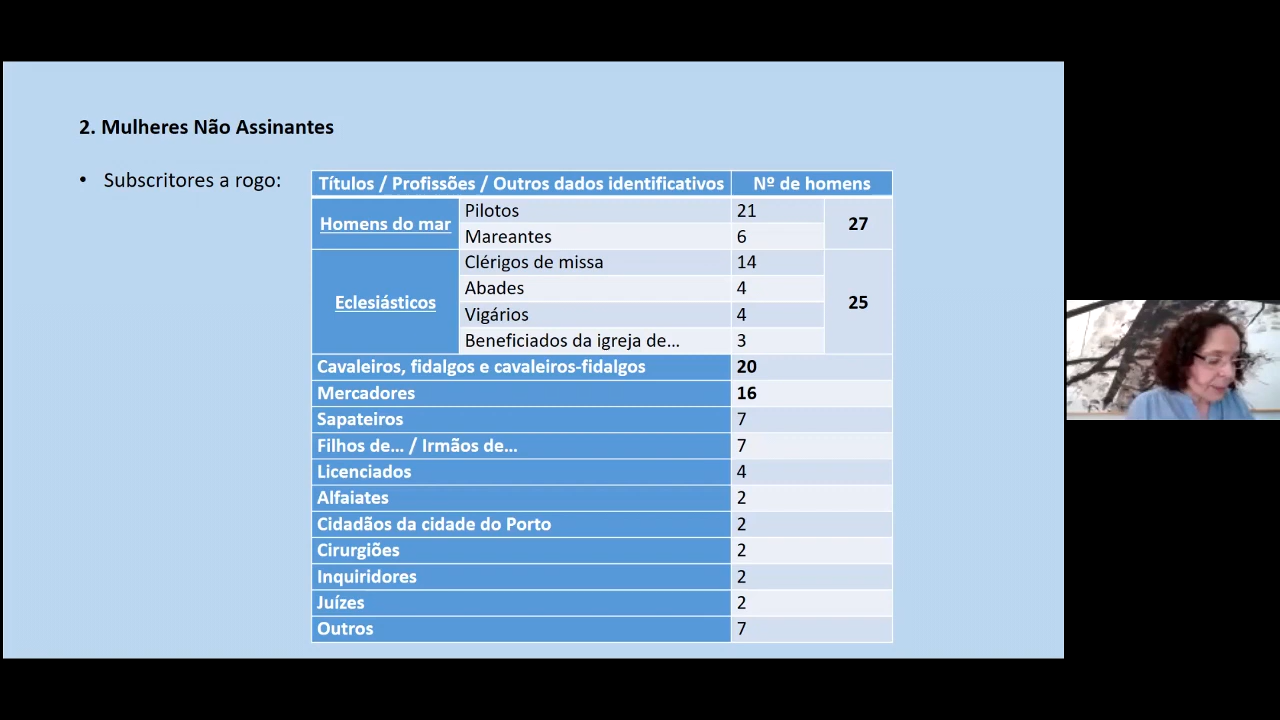 2. Mulheres Não Assinantes
• Subscritores a rogo:
Títulos / Profissões / Outros dados identificativos Nº de homens
Homens do mar
Pilotos 21
Mareantes 6
27
Eclesiásticos
Clérigos de missa 14
Abades 4
Vigários 4
Beneficiados da igreja de... 3
25
Cavaleiros, fidalgos e cavaleiros-fidalgos 20
Mercadores 16
Sapateiros 7
Filhos de... / Irmãos de... 7
Licenciados 4
Alfaiates 2
Cidadãos da cidade do Porto 2
Cirurgiões 2
Inquiridores 2
Juízes 2
Outros 7